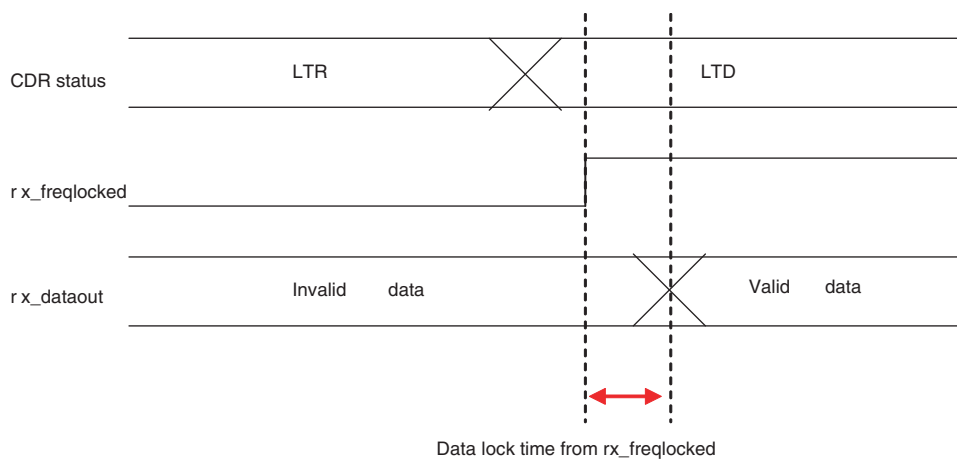 CDR status LTR LTD
r x_freqlocked
r x_dataout Invalid data Valid data
Data lock time from rx_freqlocked